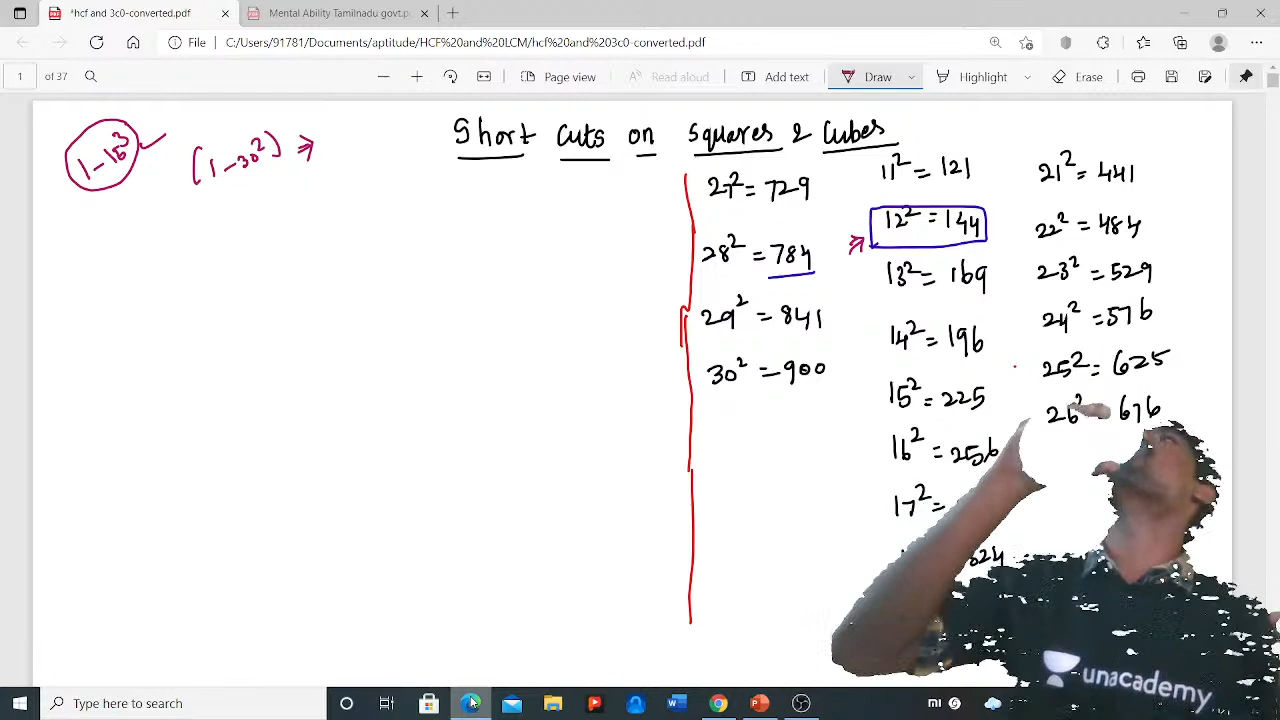 *hcf and 3c0-converted.pdf
Mental Ability Tamilnadu govt.p
File
C:/Users/91781/Documents/aptitude/HCF%20and%20LCM/hcf%20and%203c0-converted.pdf
1 of 37
Page view
Read aloud
Add text
Draw
Highlight
Erase
Short cuts on Squares & Cubes
1-15³
(1-30²) ⇒
27² = 729
28² = 784
29² = 841
30² = 900
11² = 121
12² = 144
13² = 169
14² = 196
15² = 225
16² = 256
17² =
21² = 441
22² = 484
23² = 529
24² = 576
25² = 625
26² = 676
unacademy
Type here to search